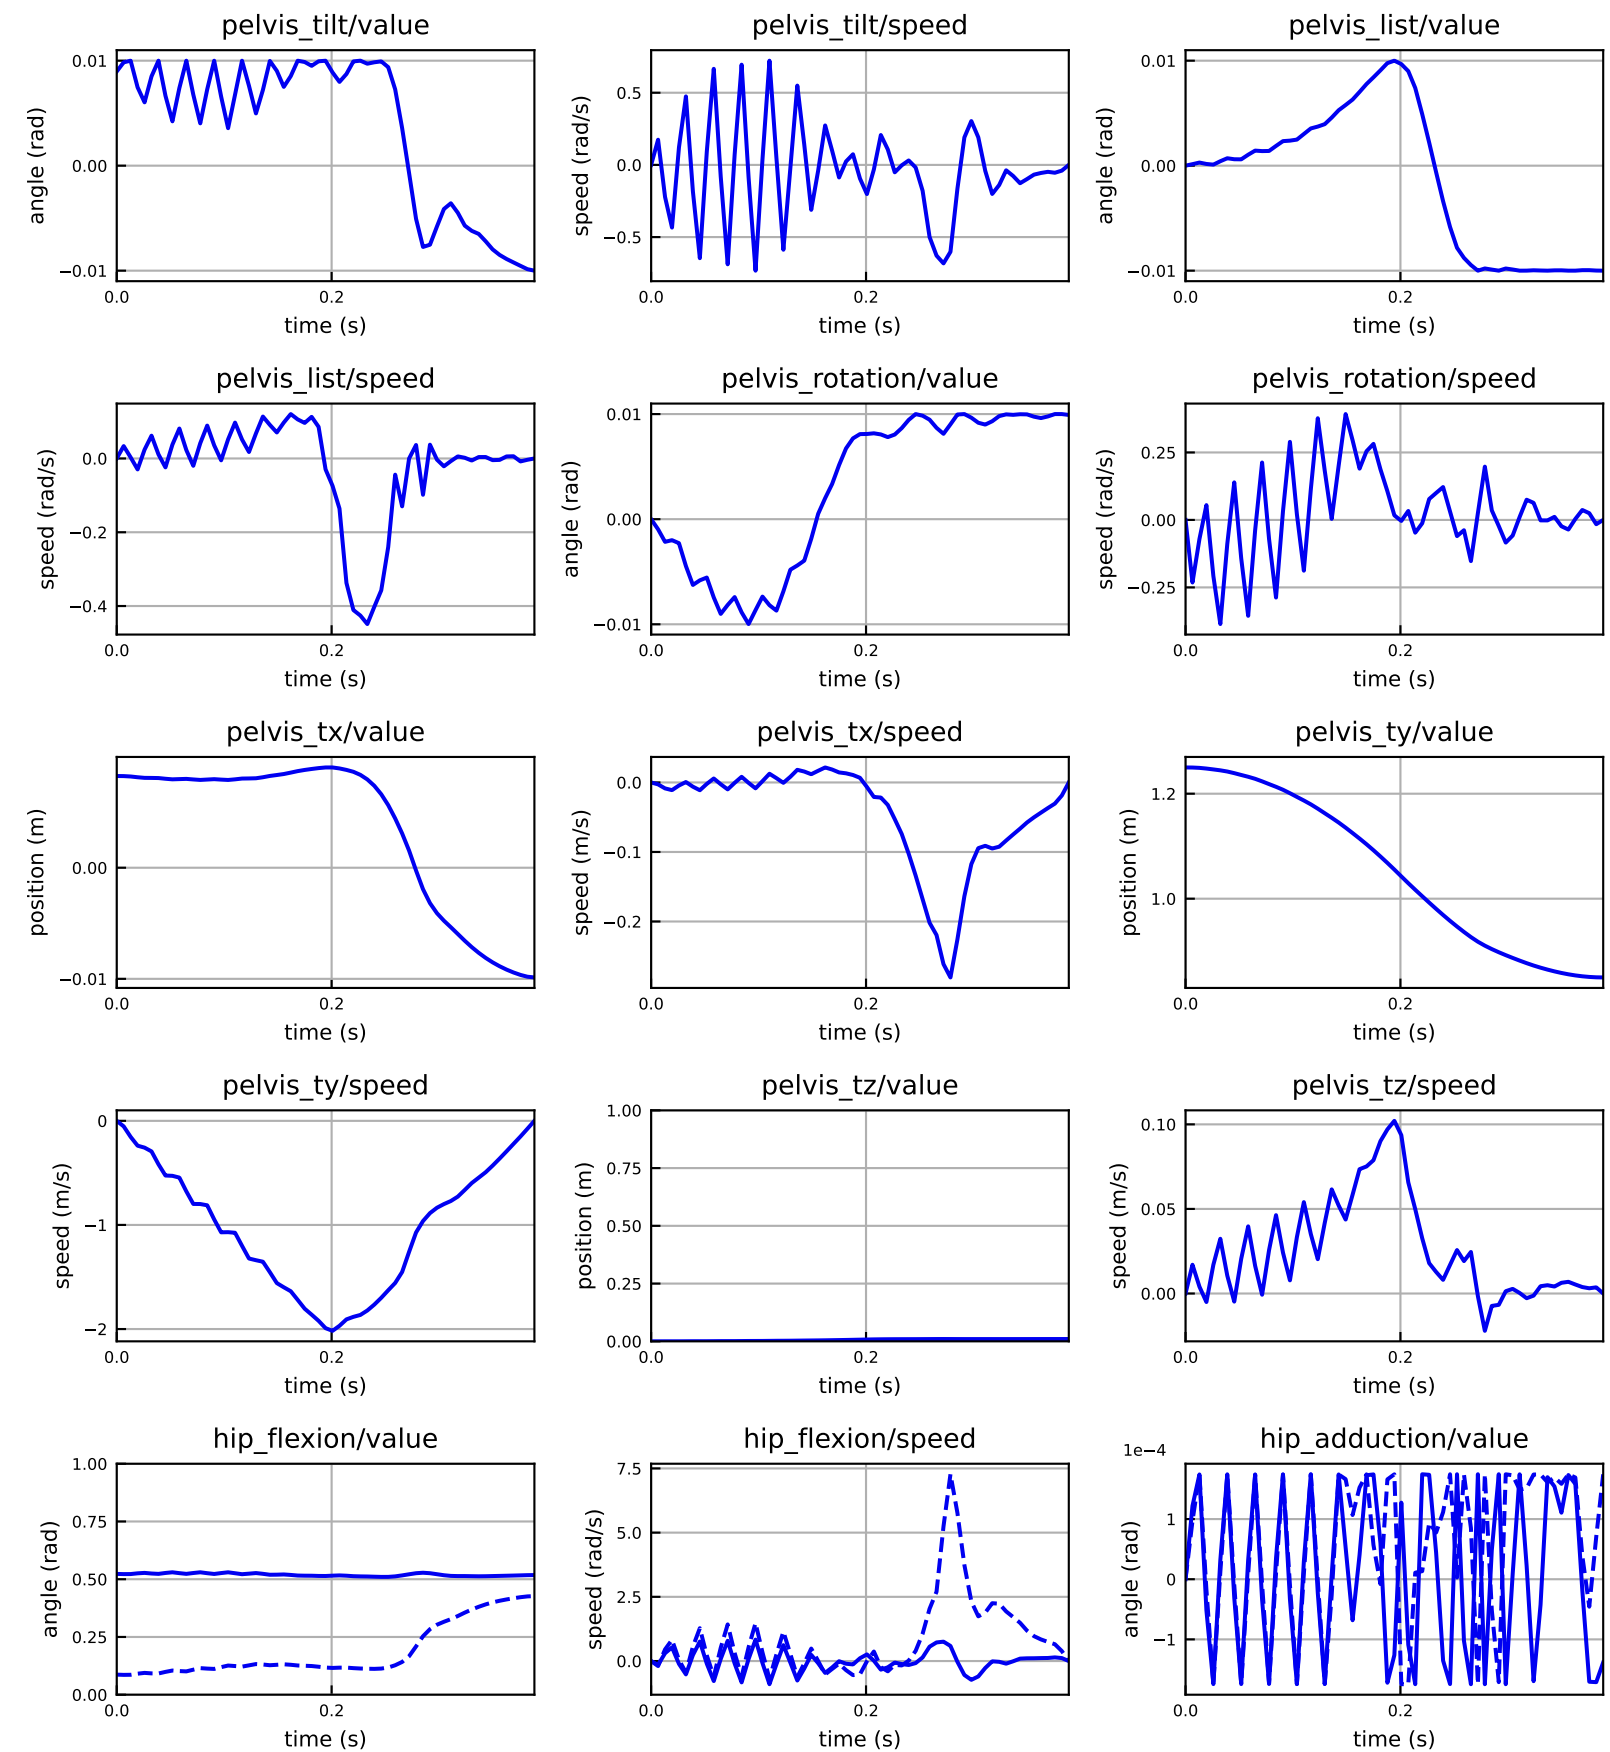 pelvis_tilt/value
pelvis_tilt/speed
pelvis_list/value
angle (rad)
0.01
0.00
−0.01
0.0
0.2
time (s)
speed (rad/s)
0.5
0.0
−0.5
0.0
0.2
time (s)
angle (rad)
0.01
0.00
−0.01
0.0
0.2
time (s)
pelvis_list/speed
pelvis_rotation/value
pelvis_rotation/speed
speed (rad/s)
0.0
−0.2
−0.4
0.0
0.2
time (s)
angle (rad)
0.01
0.00
−0.01
0.0
0.2
time (s)
speed (rad/s)
0.25
0.00
−0.25
0.0
0.2
time (s)
pelvis_tx/value
pelvis_tx/speed
pelvis_ty/value
position (m)
0.00
−0.01
0.0
0.2
time (s)
speed (m/s)
0.0
−0.1
−0.2
0.0
0.2
time (s)
position (m)
1.2
1.0
0.0
0.2
time (s)
pelvis_ty/speed
pelvis_tz/value
pelvis_tz/speed
speed (m/s)
0
−1
−2
0.0
0.2
time (s)
position (m)
1.00
0.75
0.50
0.25
0.00
0.0
0.2
time (s)
speed (m/s)
0.10
0.05
0.00
0.0
0.2
time (s)
hip_flexion/value
hip_flexion/speed
hip_adduction/value
angle (rad)
1.00
0.75
0.50
0.25
0.00
0.0
0.2
time (s)
speed (rad/s)
7.5
5.0
2.5
0.0
0.0
0.2
time (s)
1e−4
angle (rad)
1
0
−1
0.0
0.2
time (s)